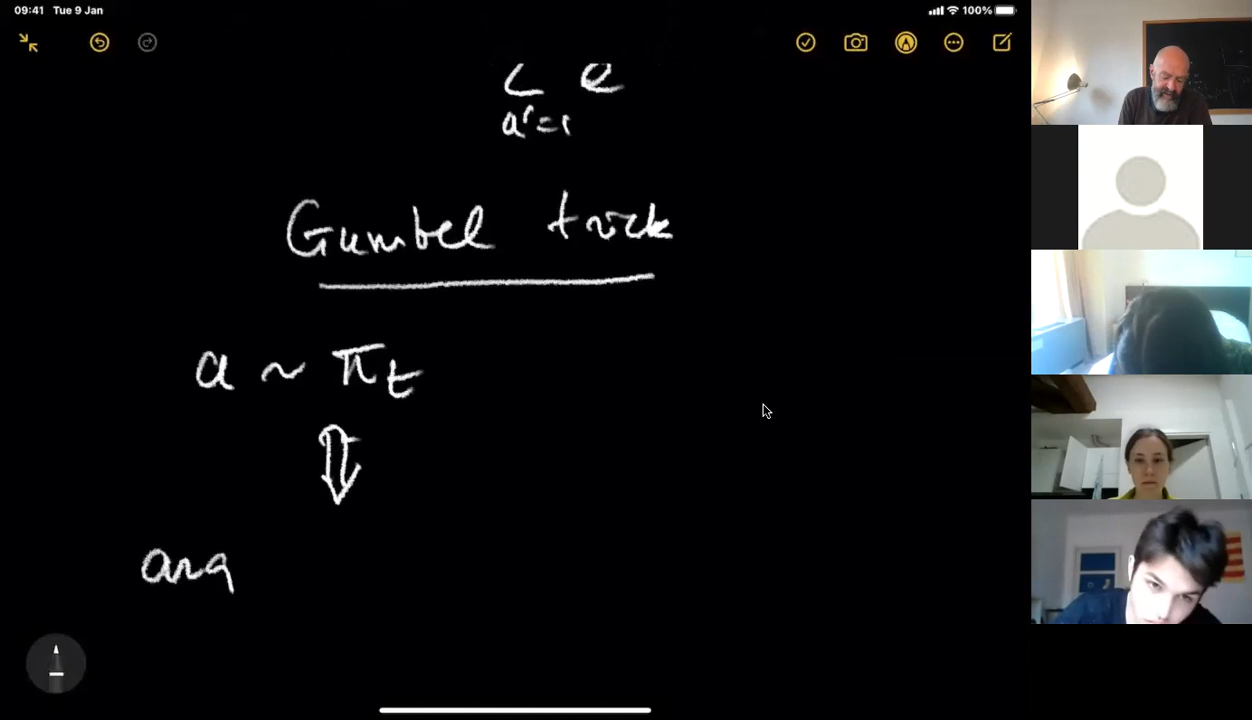 09:41 Tue 9 Jan 100%
a'=1
Gumbel trick
a ~ π_t
⇓
arg